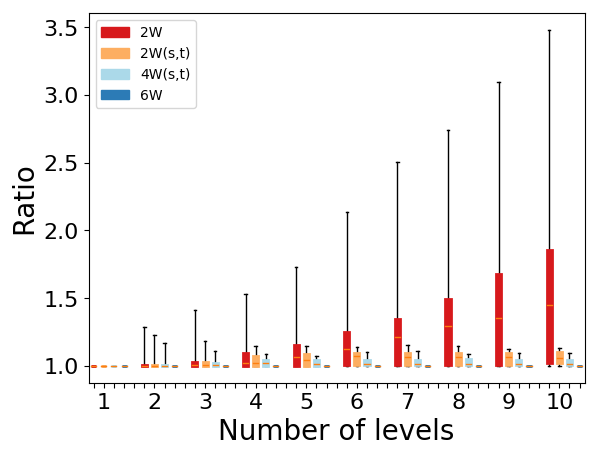 2W
2W(s,t)
4W(s,t)
6W
Ratio
3.5
3.0
2.5
2.0
1.5
1.0
1 2 3 4 5 6 7 8 9 10
Number of levels